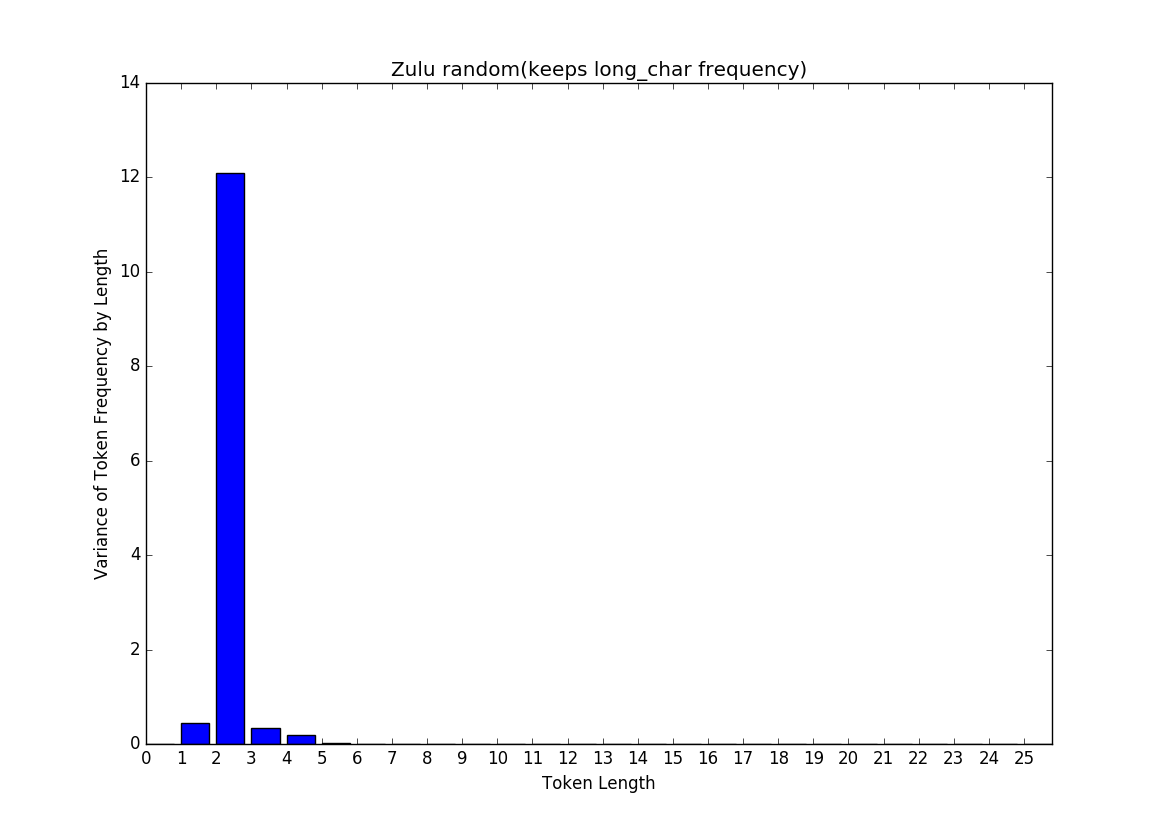 Zulu random(keeps long_char frequency)
14
12
10
8
6
4
2
0
Variance of Token Frequency by Length
0 1 2 3 4 5 6 7 8 9 10 11 12 13 14 15 16 17 18 19 20 21 22 23 24 25
Token Length